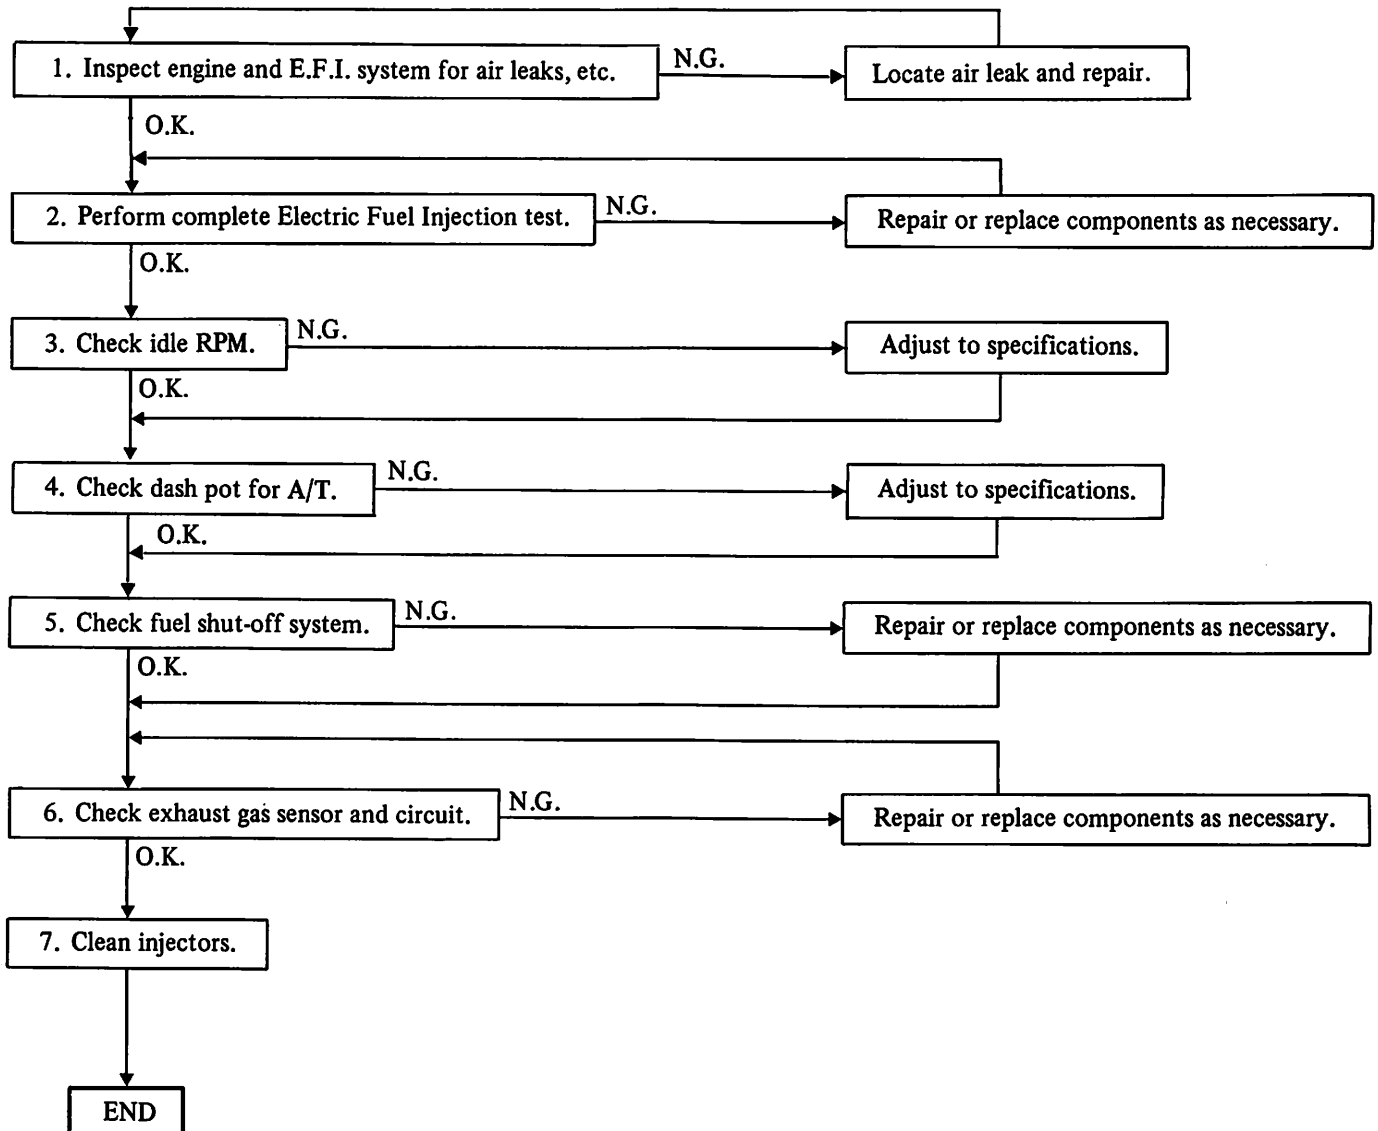 1. Inspect engine and E.F.I. system for air leaks, etc.
N.G.
Locate air leak and repair.
O.K.
2. Perform complete Electric Fuel Injection test.
N.G.
Repair or replace components as necessary.
O.K.
3. Check idle RPM.
N.G.
Adjust to specifications.
O.K.
4. Check dash pot for A/T.
N.G.
Adjust to specifications.
O.K.
5. Check fuel shut-off system.
N.G.
Repair or replace components as necessary.
O.K.
6. Check exhaust gas sensor and circuit.
N.G.
Repair or replace components as necessary.
O.K.
7. Clean injectors.
END